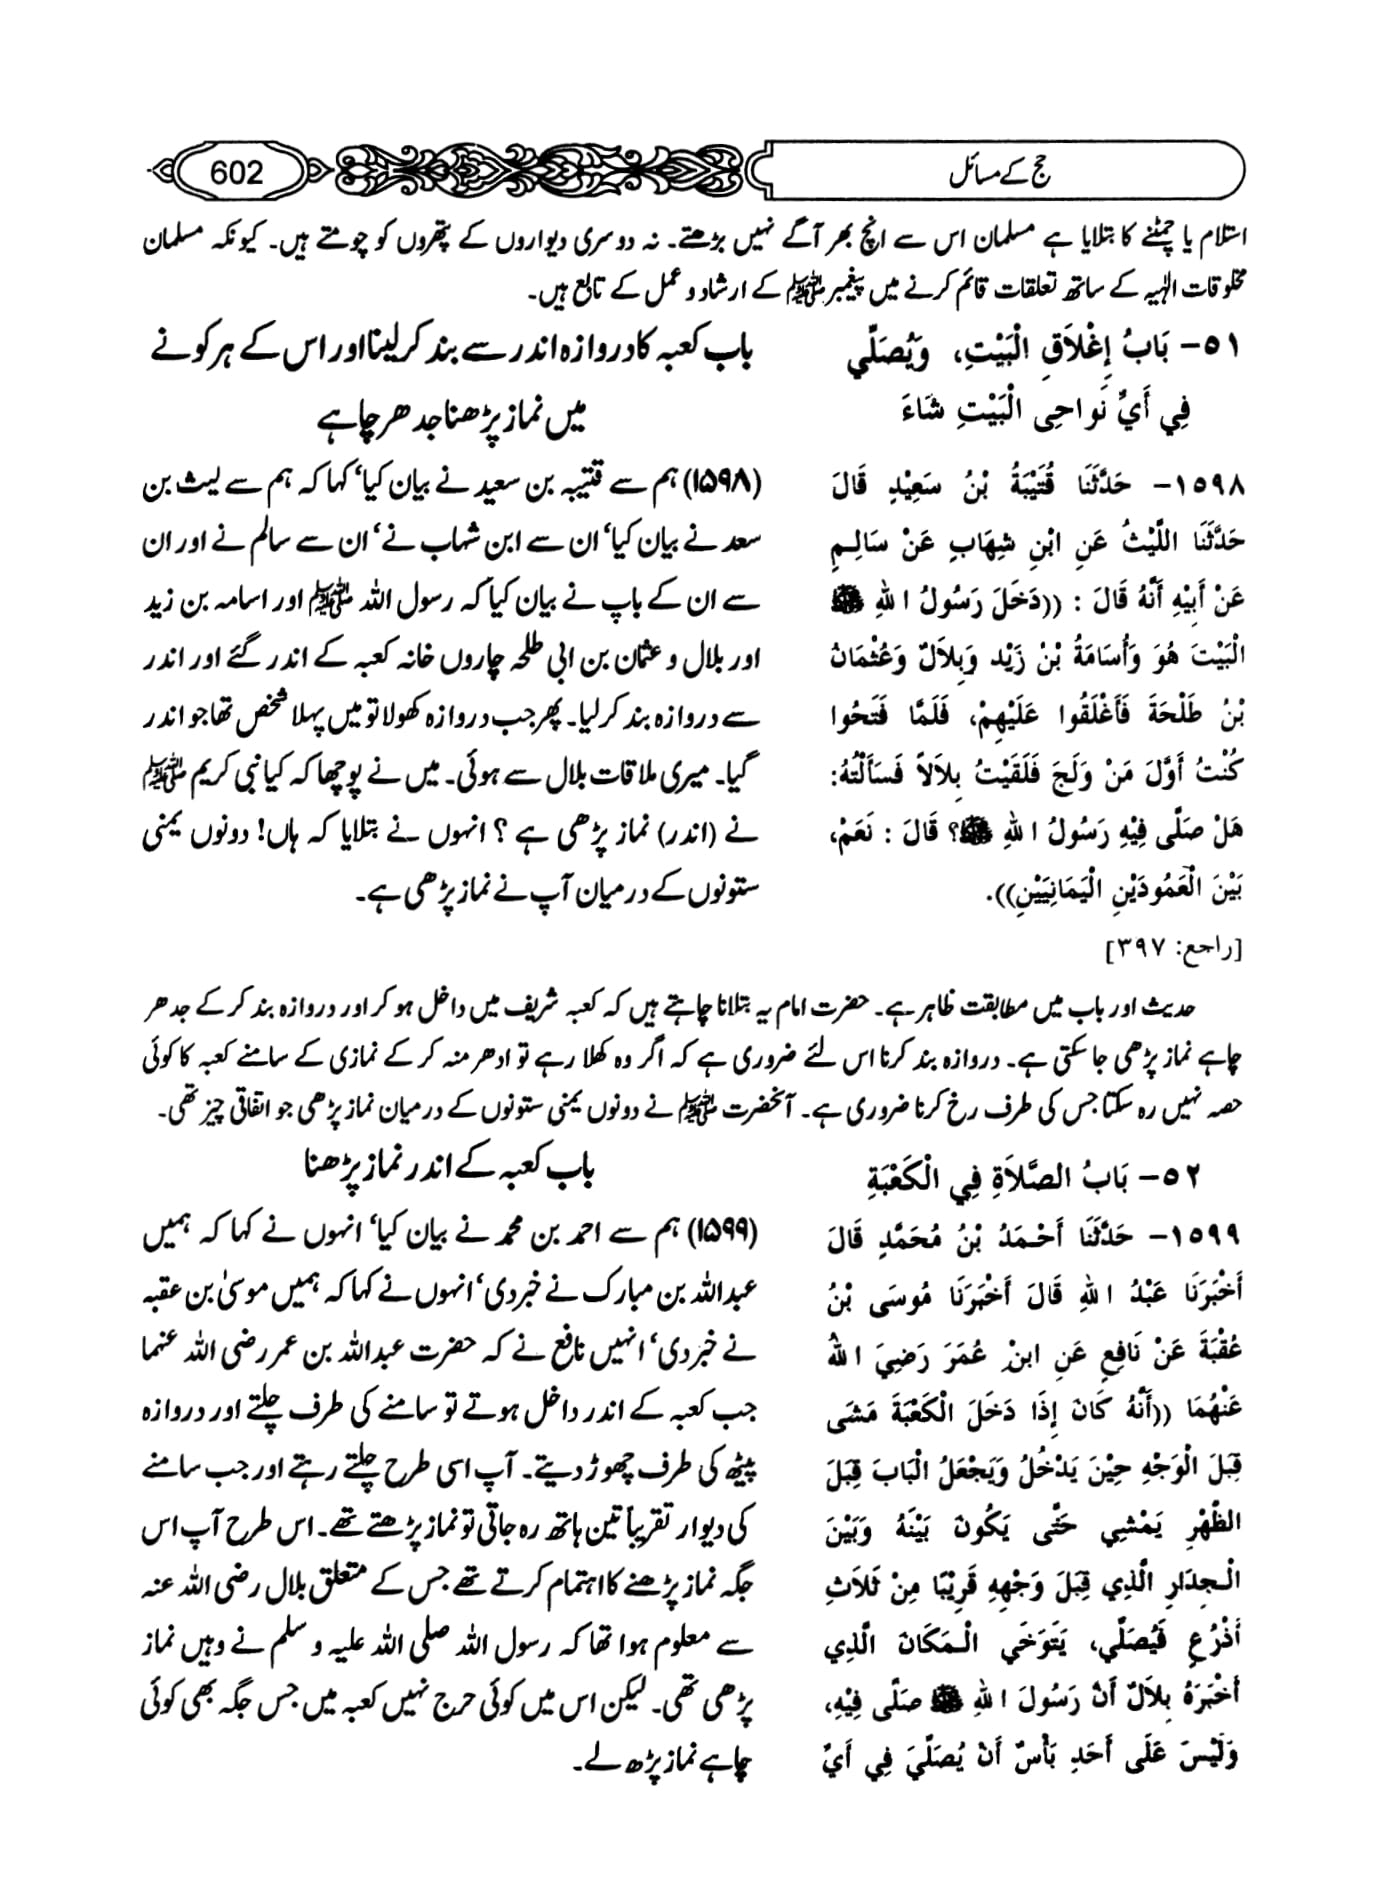 حج کے مسائل
602
استلام یا چمٹنے کا بتلایا ہے مسلمان اس سے انچ بھر آگے نہیں بڑھتے۔ نہ دوسری دیواروں کے پتھروں کو چومتے ہیں۔ کیونکہ مسلمان
مخلوقات الٰہیہ کے ساتھ تعلقات قائم کرنے میں پیغمبر ﷺ کے ارشاد و عمل کے تابع ہیں۔
٥١- بَابُ إِغْلَاقِ الْبَيْتِ، وَيُصَلِّي
فِي أَيِّ نَوَاحِي الْبَيْتِ شَاءَ
باب کعبہ کا دروازہ اندر سے بند کر لینا اور اس کے ہر کونے
میں نماز پڑھنا جدھر چاہے
١٥٩٨- حَدَّثَنَا قُتَيْبَةُ بْنُ سَعِيْدٍ قَالَ
حَدَّثَنَا اللَّيْثُ عَنِ ابْنِ شِهَابٍ عَنْ سَالِمٍ
عَنْ أَبِيْهِ أَنَّهُ قَالَ : ((دَخَلَ رَسُولُ اللهِ ﷺ
الْبَيْتَ هُوَ وَأُسَامَةُ بْنُ زَيْد وَبِلَالٌ وَعُثْمَانُ
بْنُ طَلْحَةَ فَأَغْلَقُوا عَلَيْهِمْ، فَلَمَّا فَتَحُوا
كُنْتُ أَوَّلَ مَنْ وَلَجَ فَلَقَيْتُ بِلَالاً فَسَأَلْتُهُ:
هَلْ صَلَّى فِيْهِ رَسُولُ اللهِ ﷺ؟ قَالَ : نَعَمْ،
بَيْنَ الْعَمُودَيْنِ الْيَمَانِيَيْنِ)).
[راجع: ٣٩٧]
(۱۵۹۸) ہم سے قتیبہ بن سعید نے بیان کیا‘ کہا کہ ہم سے لیث بن
سعد نے بیان کیا‘ ان سے ابن شہاب نے‘ ان سے سالم نے اور ان
سے ان کے باپ نے بیان کیا کہ رسول اللہ ﷺ اور اسامہ بن زید
اور بلال و عثمان بن ابی طلحہ چاروں خانہ کعبہ کے اندر گئے اور اندر
سے دروازہ بند کر لیا۔ پھر جب دروازہ کھولا تو میں پہلا شخص تھا جو اندر
گیا۔ میری ملاقات بلال سے ہوئی۔ میں نے پوچھا کہ کیا نبی کریم ﷺ
نے (اندر) نماز پڑھی ہے ؟ انہوں نے بتلایا کہ ہاں! دونوں یمنی
ستونوں کے درمیان آپ نے نماز پڑھی ہے۔
حدیث اور باب میں مطابقت ظاہر ہے۔ حضرت امام یہ بتلانا چاہتے ہیں کہ کعبہ شریف میں داخل ہو کر اور دروازہ بند کر کے جدھر
چاہے نماز پڑھی جا سکتی ہے۔ دروازہ بند کرنا اس لئے ضروری ہے کہ اگر وہ کھلا رہے تو ادھر منہ کر کے نمازی کے سامنے کعبہ کا کوئی
حصہ نہیں رہ سکتا جس کی طرف رخ کرنا ضروری ہے۔ آنحضرت ﷺ نے دونوں یمنی ستونوں کے درمیان نماز پڑھی جو اتفاقی چیز تھی۔
٥٢- بَابُ الصَّلَاةِ فِي الْكَعْبَةِ
باب کعبہ کے اندر نماز پڑھنا
١٥٩٩- حَدَّثَنَا أَحْمَدُ بْنُ مُحَمَّدٍ قَالَ
أَخْبَرَنَا عَبْدُ اللهِ قَالَ أَخْبَرَنَا مُوسَى بْنُ
عُقْبَةَ عَنْ نَافِعٍ عَنِ ابنِ عُمَرَ رَضِيَ اللهُ
عَنْهُمَا ((أَنَّهُ كَانَ إِذَا دَخَلَ الْكَعْبَةَ مَشَى
قِبَلَ الْوَجْهِ حِيْنَ يَدْخُلُ وَيَجْعَلُ الْبَابَ قِبَلَ
الظَّهْرِ يَمْشِي حَتَّى يَكُونَ بَيْنَهُ وَبَيْنَ
الْجِدَارِ الَّذِي قِبَلَ وَجْهِهِ قَرِيْبًا مِنْ ثَلَاثِ
أَذْرُعٍ فَيُصَلِّي، يَتَوَخَّي الْمَكَانَ الَّذِي
أَخْبَرَهُ بِلَالٌ أَنَّ رَسُولَ اللهِ ﷺ صَلَّى فِيْهِ،
وَلَيْسَ عَلَى أَحَدٍ بَأْسٌ أَنْ يُصَلِّيَ فِي أَيِّ
(۱۵۹۹) ہم سے احمد بن محمد نے بیان کیا‘ انہوں نے کہا کہ ہمیں
عبداللہ بن مبارک نے خبر دی‘ انہوں نے کہا کہ ہمیں موسیٰ بن عقبہ
نے خبر دی‘ انہیں نافع نے کہ حضرت عبداللہ بن عمر رضی اللہ عنہما
جب کعبہ کے اندر داخل ہوتے تو سامنے کی طرف چلتے اور دروازہ
پیٹھ کی طرف چھوڑ دیتے۔ آپ اسی طرح چلتے رہتے اور جب سامنے
کی دیوار تقریباً تین ہاتھ رہ جاتی تو نماز پڑھتے تھے۔ اس طرح آپ اس
جگہ نماز پڑھنے کا اہتمام کرتے تھے جس کے متعلق بلال رضی اللہ عنہ
سے معلوم ہوا تھا کہ رسول اللہ صلی اللہ علیہ و سلم نے وہیں نماز
پڑھی تھی۔ لیکن اس میں کوئی حرج نہیں کعبہ میں جس جگہ بھی کوئی
چاہے نماز پڑھ لے۔